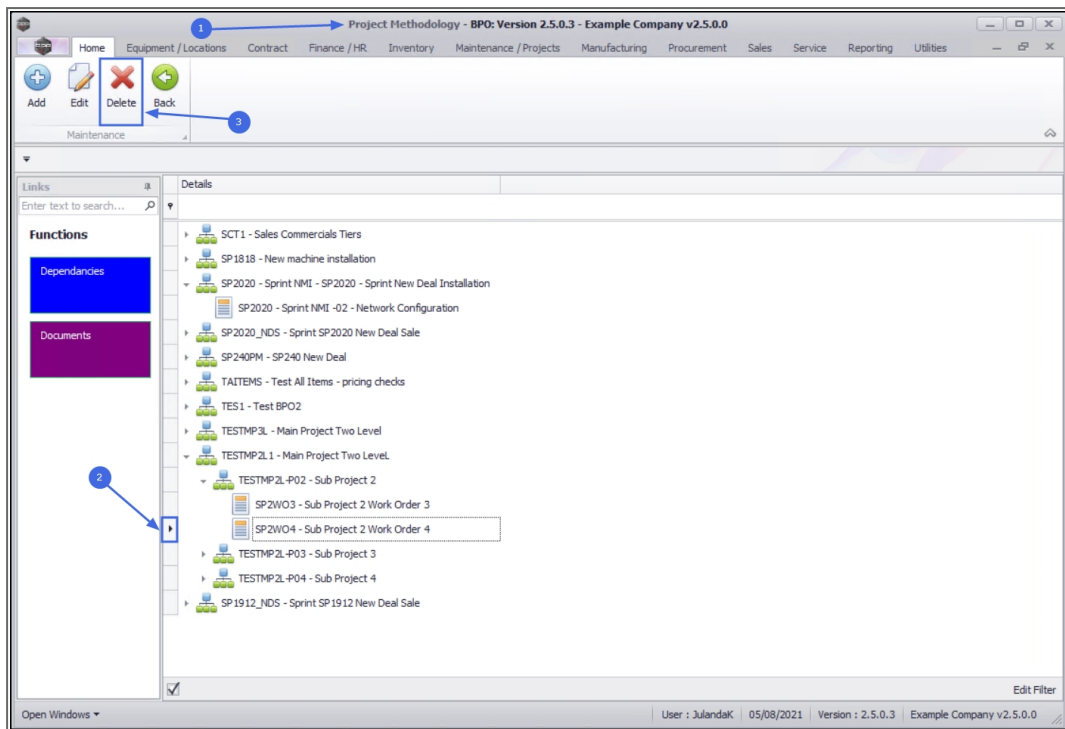 1
Project Methodology - BPO: Version 2.5.0.3 - Example Company v2.5.0.0
Home Equipment / Locations Contract Finance / HR Inventory Maintenance / Projects Manufacturing Procurement Sales Service Reporting Utilities
Add Edit Delete Back
3
Maintenance
Links
Details
Enter text to search...
Functions
Dependancies
Documents
SCT1 - Sales Commercials Tiers
SP1818 - New machine installation
SP2020 - Sprint NMI - SP2020 - Sprint New Deal Installation
SP2020 - Sprint NMI -02 - Network Configuration
SP2020_NDS - Sprint SP2020 New Deal Sale
SP240PM - SP240 New Deal
TAITEMS - Test All Items - pricing checks
TES1 - Test BPO2
TESTMP3L - Main Project Two Level
TESTMP2L1 - Main Project Two LeveL
2
TESTMP2L-P02 - Sub Project 2
SP2WO3 - Sub Project 2 Work Order 3
SP2WO4 - Sub Project 2 Work Order 4
TESTMP2L-P03 - Sub Project 3
TESTMP2L-P04 - Sub Project 4
SP1912_NDS - Sprint SP1912 New Deal Sale
Edit Filter
Open Windows
User : JulandaK 05/08/2021 Version : 2.5.0.3 Example Company v2.5.0.0